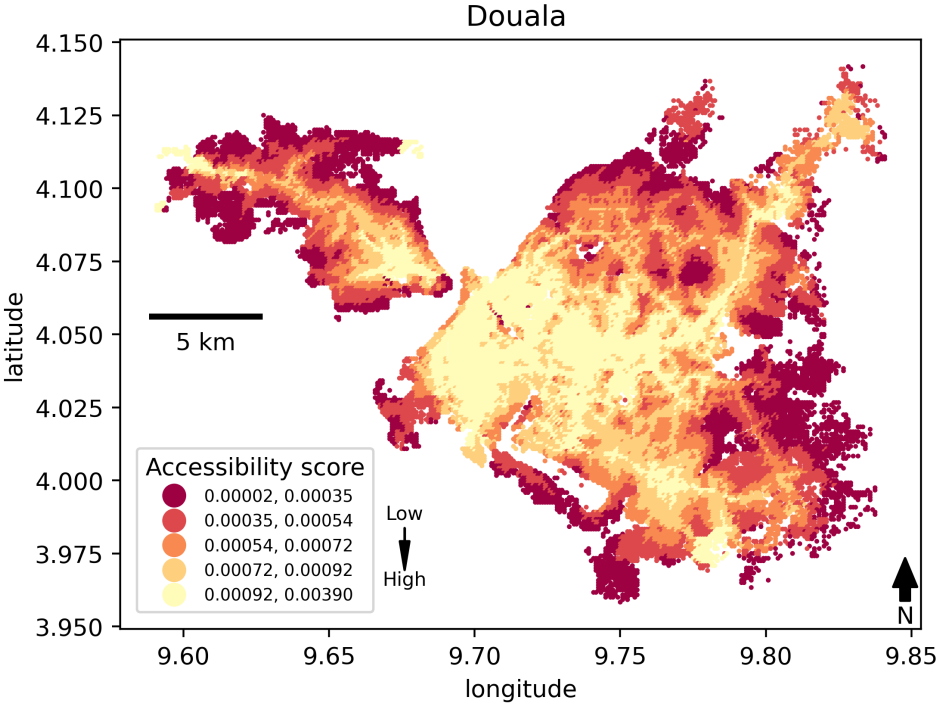 Douala
4.150
4.125
4.100
4.075
4.050
4.025
4.000
3.975
3.950
latitude
5 km
Accessibility score
0.00002, 0.00035
0.00035, 0.00054
0.00054, 0.00072
0.00072, 0.00092
0.00092, 0.00390
Low
High
N
9.60 9.65 9.70 9.75 9.80 9.85
longitude